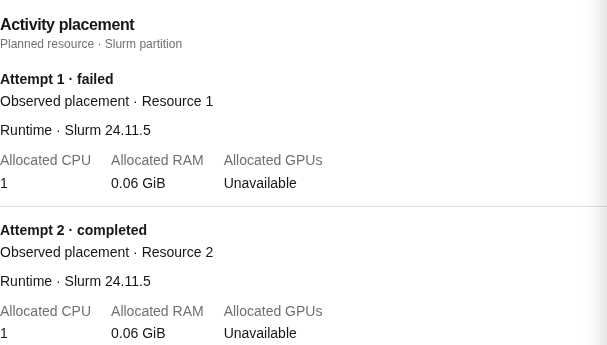 Activity placement
Planned resource · Slurm partition
Attempt 1 · failed
Observed placement · Resource 1
Runtime · Slurm 24.11.5
Allocated CPU Allocated RAM Allocated GPUs
1 0.06 GiB Unavailable
Attempt 2 · completed
Observed placement · Resource 2
Runtime · Slurm 24.11.5
Allocated CPU Allocated RAM Allocated GPUs
1 0.06 GiB Unavailable